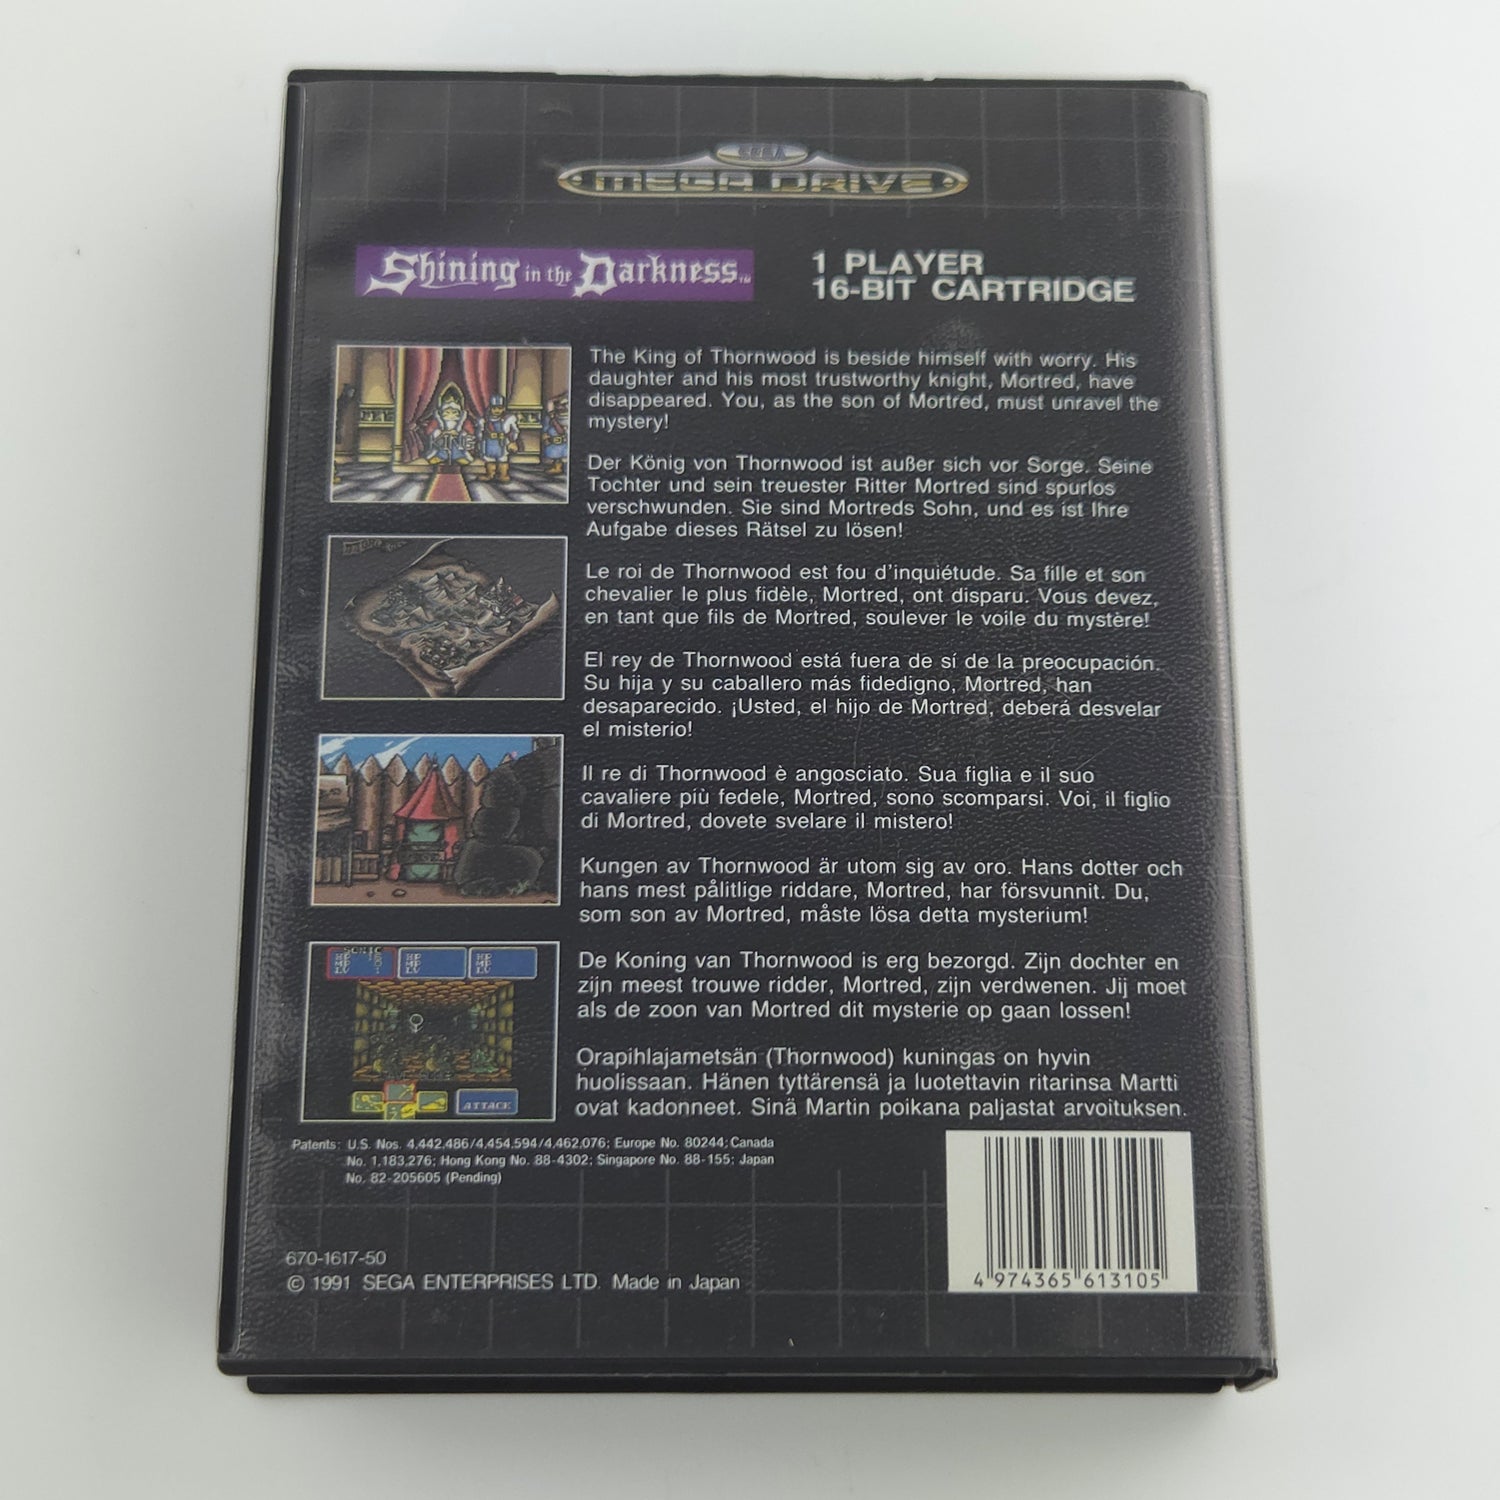 SEGA
MEGA DRIVE
Shining in the Darkness™
1 PLAYER
16-BIT CARTRIDGE
The King of Thornwood is beside himself with worry. His
daughter and his most trustworthy knight, Mortred, have
disappeared. You, as the son of Mortred, must unravel the
mystery!
Der König von Thornwood ist außer sich vor Sorge. Seine
Tochter und sein treuester Ritter Mortred sind spurlos
verschwunden. Sie sind Mortreds Sohn, und es ist Ihre
Aufgabe dieses Rätsel zu lösen!
Le roi de Thornwood est fou d'inquiétude. Sa fille et son
chevalier le plus fidèle, Mortred, ont disparu. Vous devez,
en tant que fils de Mortred, soulever le voile du mystère!
El rey de Thornwood está fuera de sí de la preocupación.
Su hija y su caballero más fidedigno, Mortred, han
desaparecido. ¡Usted, el hijo de Mortred, deberá desvelar
el misterio!
Il re di Thornwood è angosciato. Sua figlia e il suo
cavaliere più fedele, Mortred, sono scomparsi. Voi, il figlio
di Mortred, dovete svelare il mistero!
Kungen av Thornwood är utom sig av oro. Hans dotter och
hans mest pålitlige riddare, Mortred, har försvunnit. Du,
som son av Mortred, måste lösa detta mysterium!
De Koning van Thornwood is erg bezorgd. Zijn dochter en
zijn meest trouwe ridder, Mortred, zijn verdwenen. Jij moet
als de zoon van Mortred dit mysterie op gaan lossen!
Orapihlajametsän (Thornwood) kuningas on hyvin
huolissaan. Hänen tyttärensä ja luotettavin ritarinsa Martti
ovat kadonneet. Sinä Martin poikana paljastat arvoituksen.
KING
SONIC
HP
MP
LV
HP
MP
LV
HP
MP
LV
ATTACK
Patents: U.S. Nos. 4,442,486/4,454,594/4,462,076; Europe No. 80244; Canada
No. 1,183,276; Hong Kong No. 88-4302; Singapore No. 88-155; Japan
No. 82-205605 (Pending)
670-1617-50
© 1991 SEGA ENTERPRISES LTD. Made in Japan
4 974365 613105